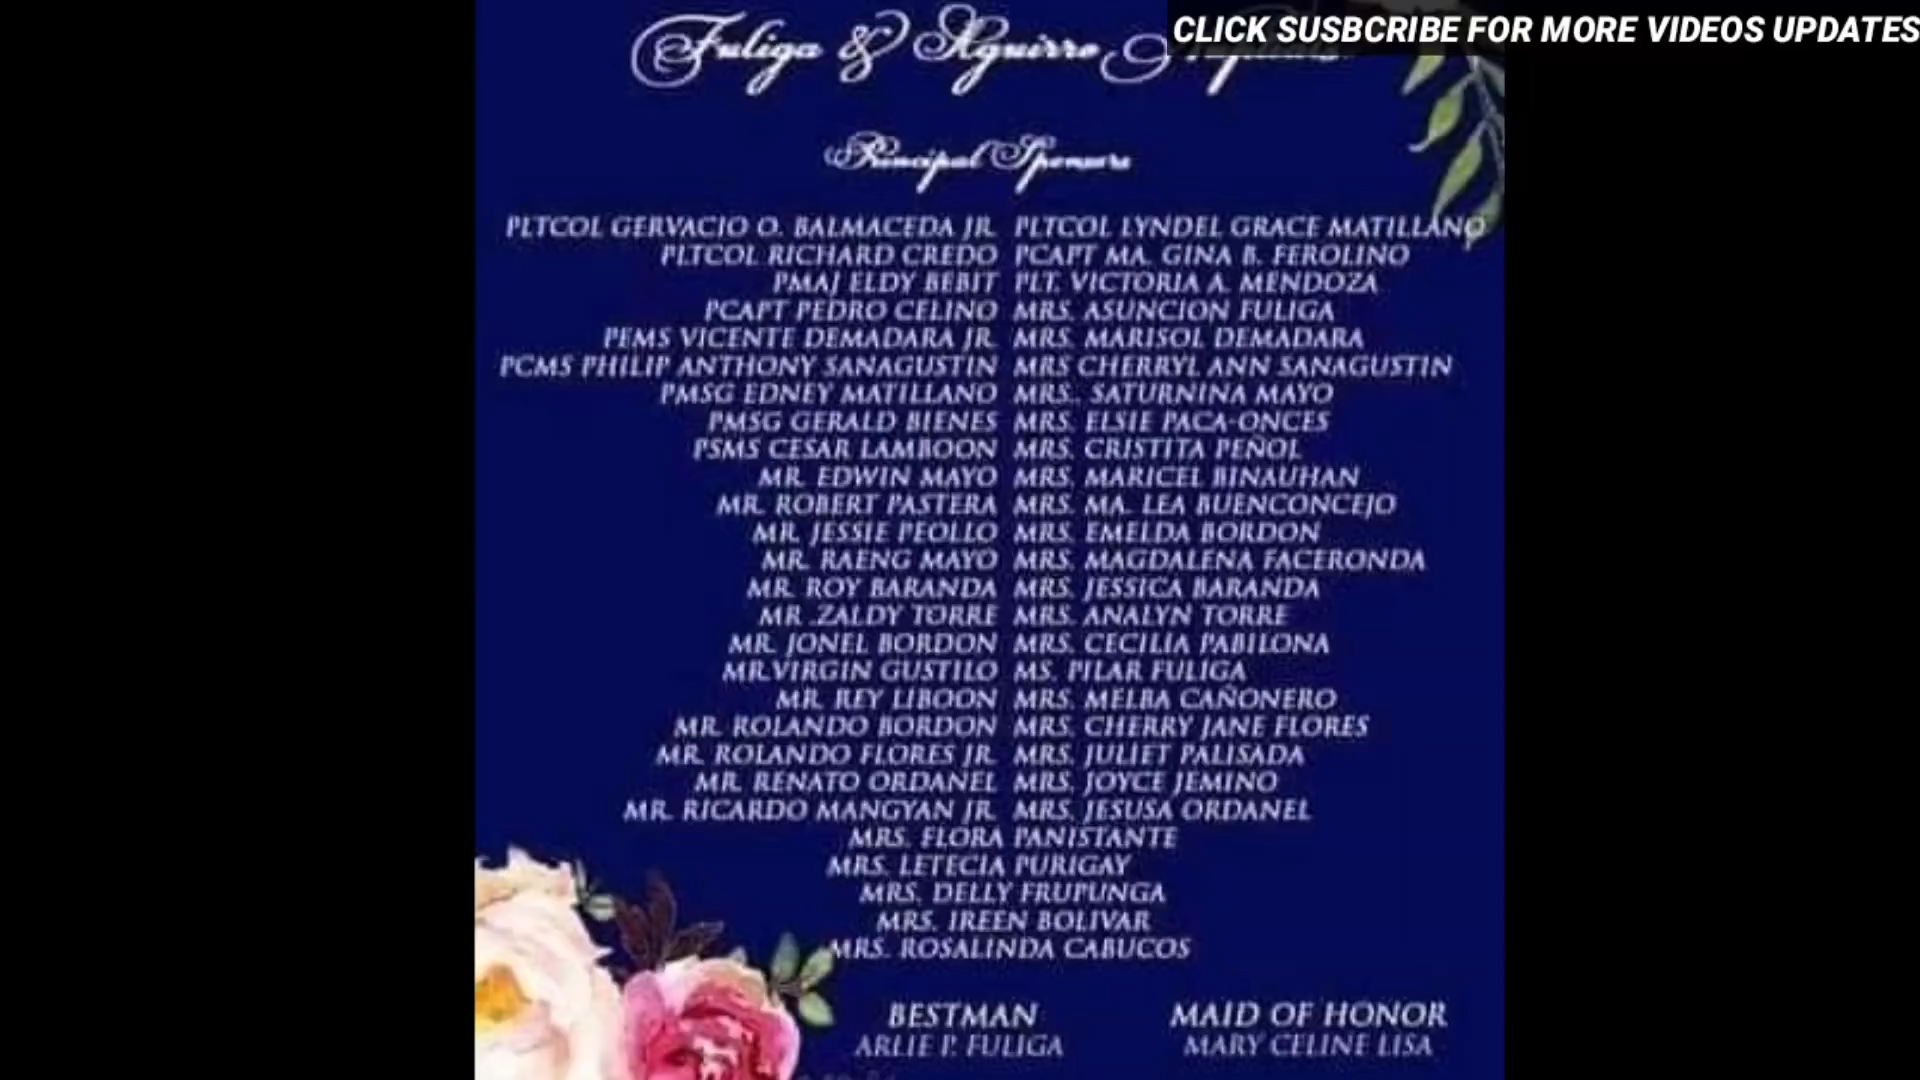 CLICK SUSBCRIBE FOR MORE VIDEOS UPDATES
Fuliga & Aguirre
Principal Sponsors
PLTCOL GERVACIO O. BALMACEDA JR. PLTCOL LYNDEL GRACE MATILLANO
PLTCOL RICHARD CREDO PCAPT MA. GINA B. FEROLINO
PMAJ ELDY BEBIT PLT. VICTORIA A. MENDOZA
PCAPT PEDRO CELINO MRS. ASUNCION FULIGA
PEMS VICENTE DEMADARA JR. MRS. MARISOL DEMADARA
PCMS PHILIP ANTHONY SANAGUSTIN MRS CHERRYL ANN SANAGUSTIN
PMSG EDNEY MATILLANO MRS.. SATURNINA MAYO
PMSG GERALD BIENES MRS. ELSIE PACA-ONCES
PSMS CESAR LAMBOON MRS. CRISTITA PEÑOL
MR. EDWIN MAYO MRS. MARICEL BINAUHAN
MR. ROBERT PASTERA MRS. MA. LEA BUENCONCEJO
MR. JESSIE PEOLLO MRS. EMELDA BORDON
MR. RAENG MAYO MRS. MAGDALENA FACERONDA
MR. ROY BARANDA MRS. JESSICA BARANDA
MR .ZALDY TORRE MRS. ANALYN TORRE
MR. JONEL BORDON MRS. CECILIA PABILONA
MR.VIRGIN GUSTILO MS. PILAR FULIGA
MR. REY LIBOON MRS. MELBA CAÑONERO
MR. ROLANDO BORDON MRS. CHERRY JANE FLORES
MR. ROLANDO FLORES JR. MRS. JULIET PALISADA
MR. RENATO ORDANEL MRS. JOYCE JEMINO
MR. RICARDO MANGYAN JR. MRS. JESUSA ORDANEL
MRS. FLORA PANISTANTE
MRS. LETECIA PURIGAY
MRS. DELLY FRUPUNGA
MRS. IREEN BOLIVAR
MRS. ROSALINDA CABUCOS
BESTMAN MAID OF HONOR
ARLIE P. FULIGA MARY CELINE LISA